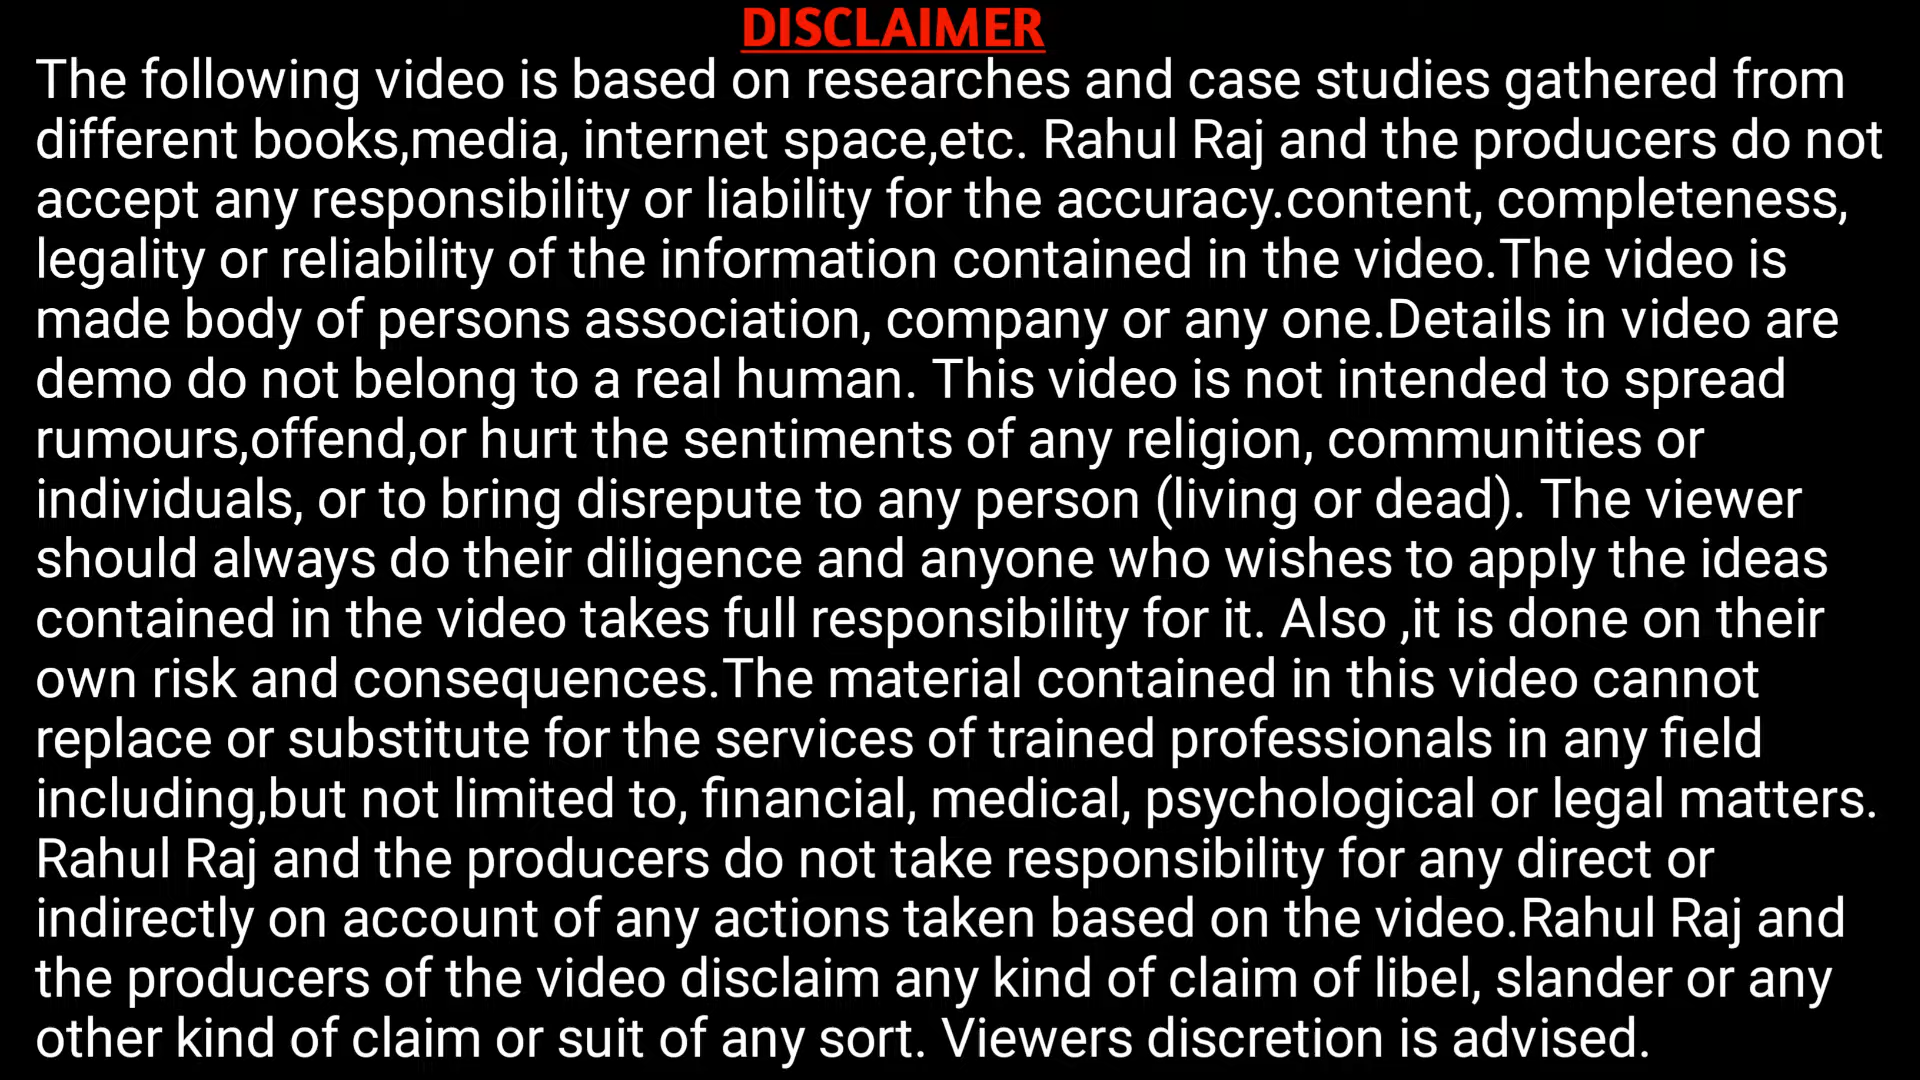 DISCLAIMER
The following video is based on researches and case studies gathered from
different books,media, internet space,etc. Rahul Raj and the producers do not
accept any responsibility or liability for the accuracy.content, completeness,
legality or reliability of the information contained in the video.The video is
made body of persons association, company or any one.Details in video are
demo do not belong to a real human. This video is not intended to spread
rumours,offend,or hurt the sentiments of any religion, communities or
individuals, or to bring disrepute to any person (living or dead). The viewer
should always do their diligence and anyone who wishes to apply the ideas
contained in the video takes full responsibility for it. Also ,it is done on their
own risk and consequences.The material contained in this video cannot
replace or substitute for the services of trained professionals in any field
including,but not limited to, financial, medical, psychological or legal matters.
Rahul Raj and the producers do not take responsibility for any direct or
indirectly on account of any actions taken based on the video.Rahul Raj and
the producers of the video disclaim any kind of claim of libel, slander or any
other kind of claim or suit of any sort. Viewers discretion is advised.